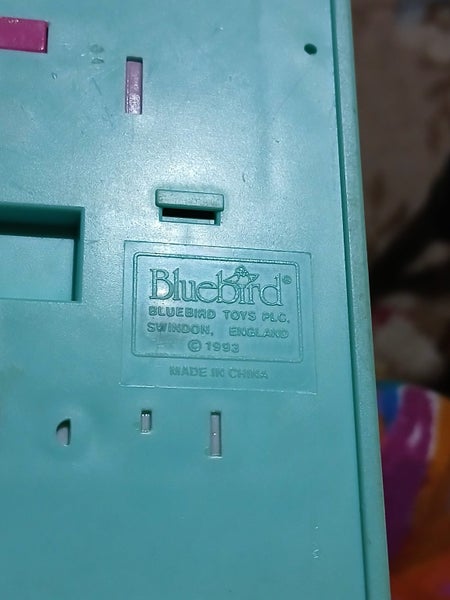 Bluebird®
BLUEBIRD TOYS PLC.
SWINDON, ENGLAND
© 1993
MADE IN CHINA